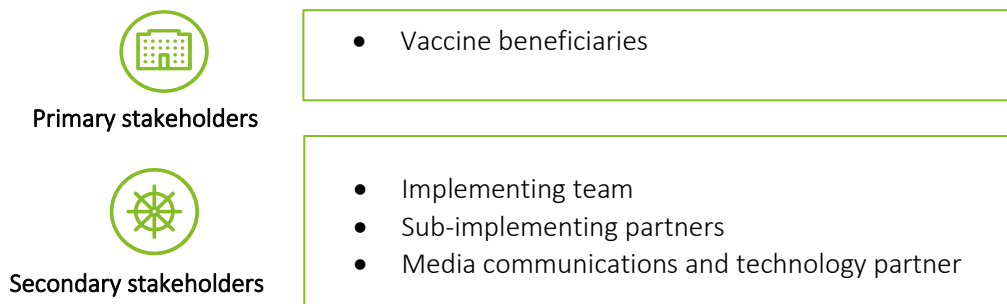 Primary stakeholders
• Vaccine beneficiaries
Secondary stakeholders
• Implementing team
• Sub-implementing partners
• Media communications and technology partner